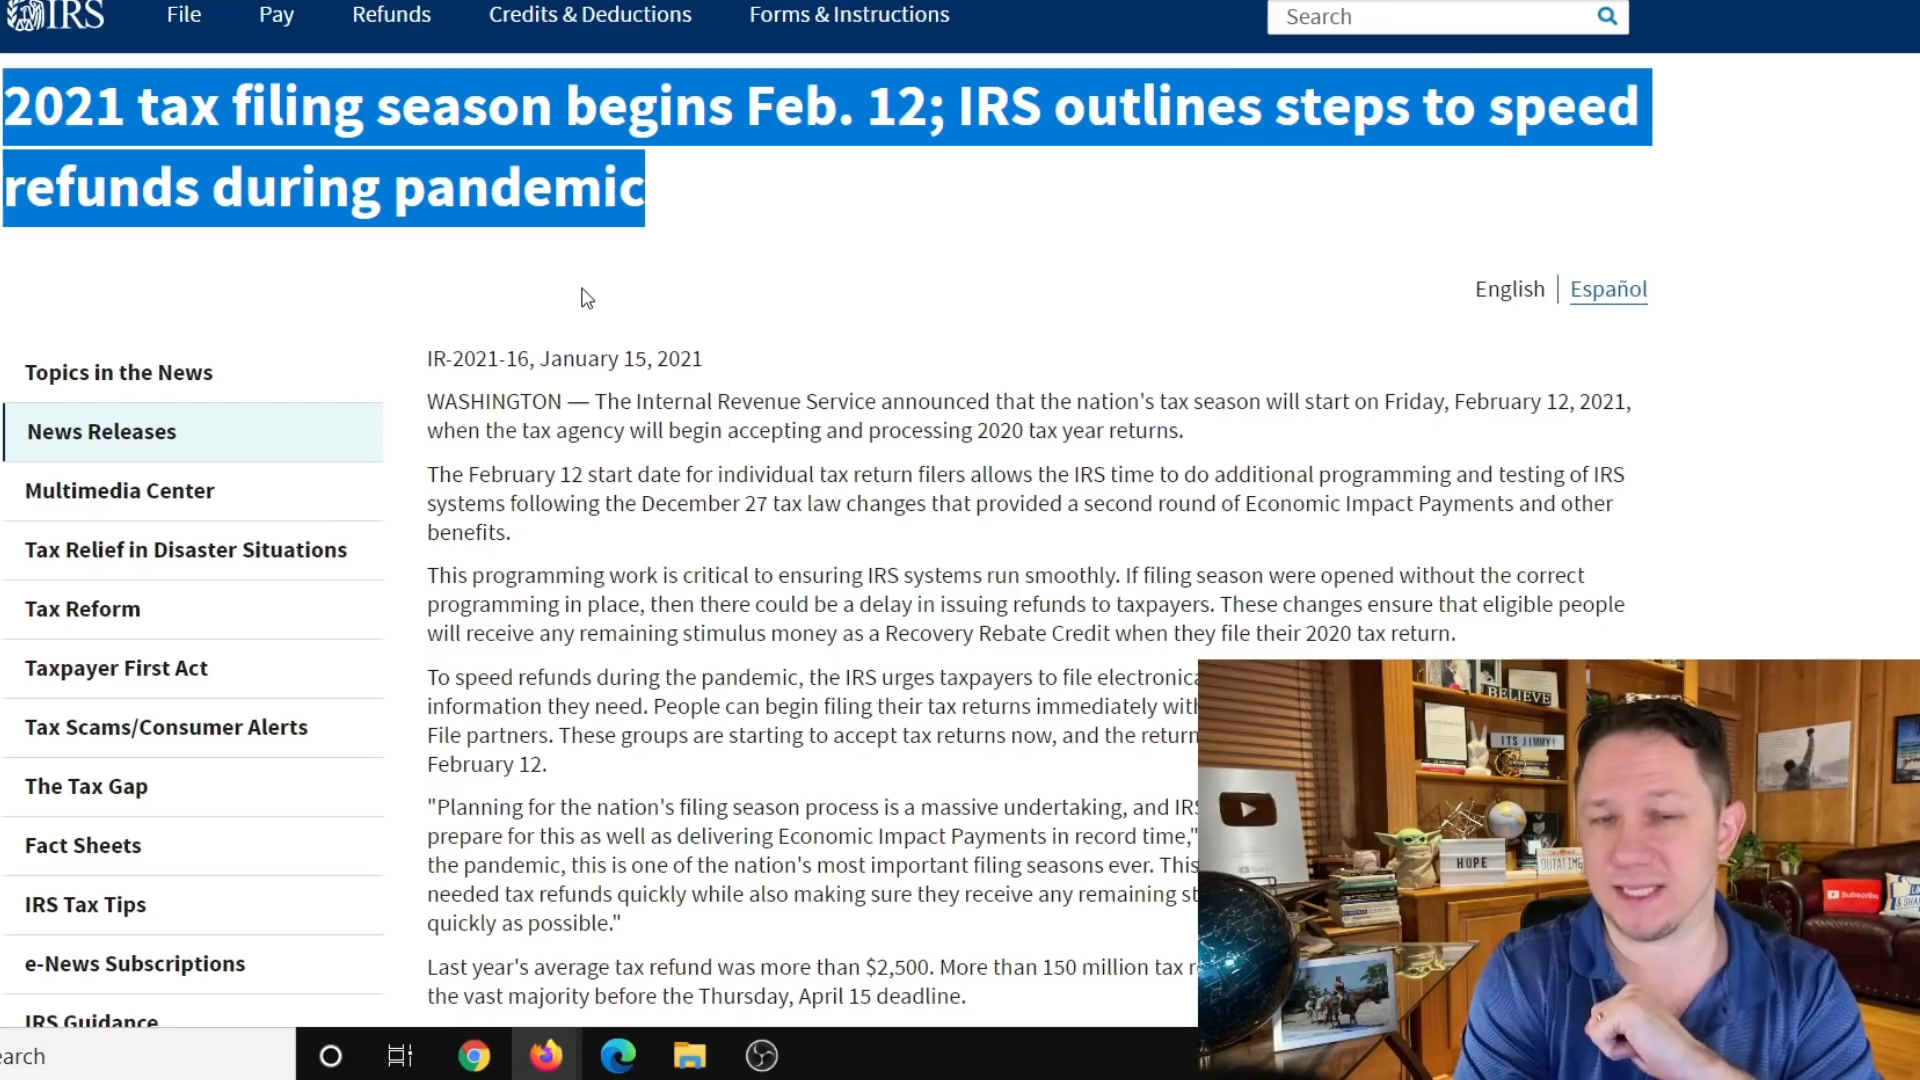 IRS
File
Pay
Refunds
Credits & Deductions
Forms & Instructions
Search
2021 tax filing season begins Feb. 12; IRS outlines steps to speed
refunds during pandemic
English | Español
Topics in the News
News Releases
Multimedia Center
Tax Relief in Disaster Situations
Tax Reform
Taxpayer First Act
Tax Scams/Consumer Alerts
The Tax Gap
Fact Sheets
IRS Tax Tips
e-News Subscriptions
IRS Guidance
IR-2021-16, January 15, 2021
WASHINGTON — The Internal Revenue Service announced that the nation's tax season will start on Friday, February 12, 2021,
when the tax agency will begin accepting and processing 2020 tax year returns.
The February 12 start date for individual tax return filers allows the IRS time to do additional programming and testing of IRS
systems following the December 27 tax law changes that provided a second round of Economic Impact Payments and other
benefits.
This programming work is critical to ensuring IRS systems run smoothly. If filing season were opened without the correct
programming in place, then there could be a delay in issuing refunds to taxpayers. These changes ensure that eligible people
will receive any remaining stimulus money as a Recovery Rebate Credit when they file their 2020 tax return.
To speed refunds during the pandemic, the IRS urges taxpayers to file electronica
information they need. People can begin filing their tax returns immediately with
File partners. These groups are starting to accept tax returns now, and the return
February 12.
"Planning for the nation's filing season process is a massive undertaking, and IRS
prepare for this as well as delivering Economic Impact Payments in record time,"
the pandemic, this is one of the nation's most important filing seasons ever. This
needed tax refunds quickly while also making sure they receive any remaining st
quickly as possible."
Last year's average tax refund was more than $2,500. More than 150 million tax r
the vast majority before the Thursday, April 15 deadline.
earch
BELIEVE
ITS JIMMY!
HOPE
OUTATIME
Subscribe